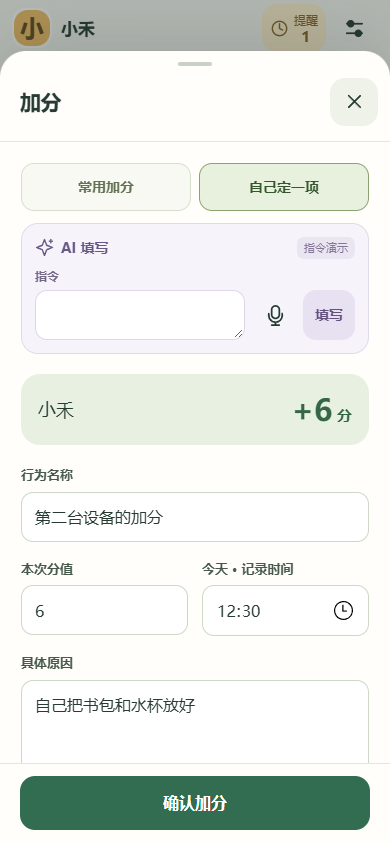 小 小禾
提醒
1
加分
常用加分 自己定一项
AI 填写 指令演示
指令
填写
小禾 +6 分
行为名称
第二台设备的加分
本次分值 今天 • 记录时间
6 12:30
具体原因
自己把书包和水杯放好
确认加分